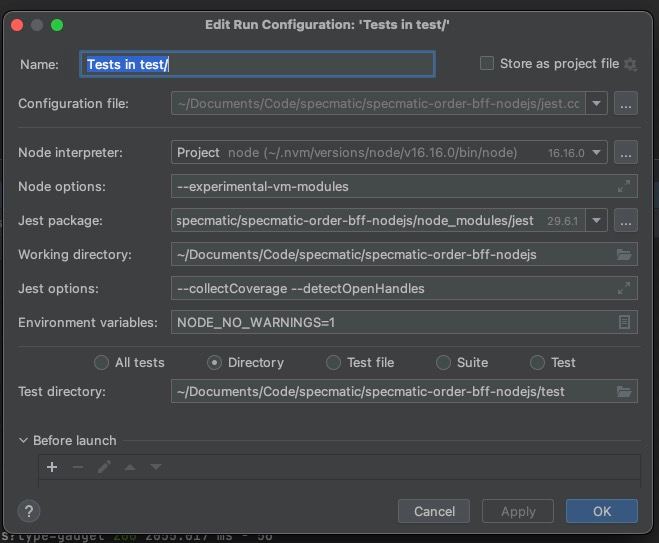 Edit Run Configuration: 'Tests in test/'
Name: Tests in test/ Store as project file
Configuration file: ~/Documents/Code/specmatic/specmatic-order-bff-nodejs/jest.cc ...
Node interpreter: Project node (~/.nvm/versions/node/v16.16.0/bin/node) 16.16.0 ...
Node options: --experimental-vm-modules
Jest package: specmatic/specmatic-order-bff-nodejs/node_modules/jest 29.6.1 ...
Working directory: ~/Documents/Code/specmatic/specmatic-order-bff-nodejs
Jest options: --collectCoverage --detectOpenHandles
Environment variables: NODE_NO_WARNINGS=1
All tests Directory Test file Suite Test
Test directory: ~/Documents/Code/specmatic/specmatic-order-bff-nodejs/test
Before launch
? Cancel Apply OK
s?type=gadget 200 2055.017 ms - 56